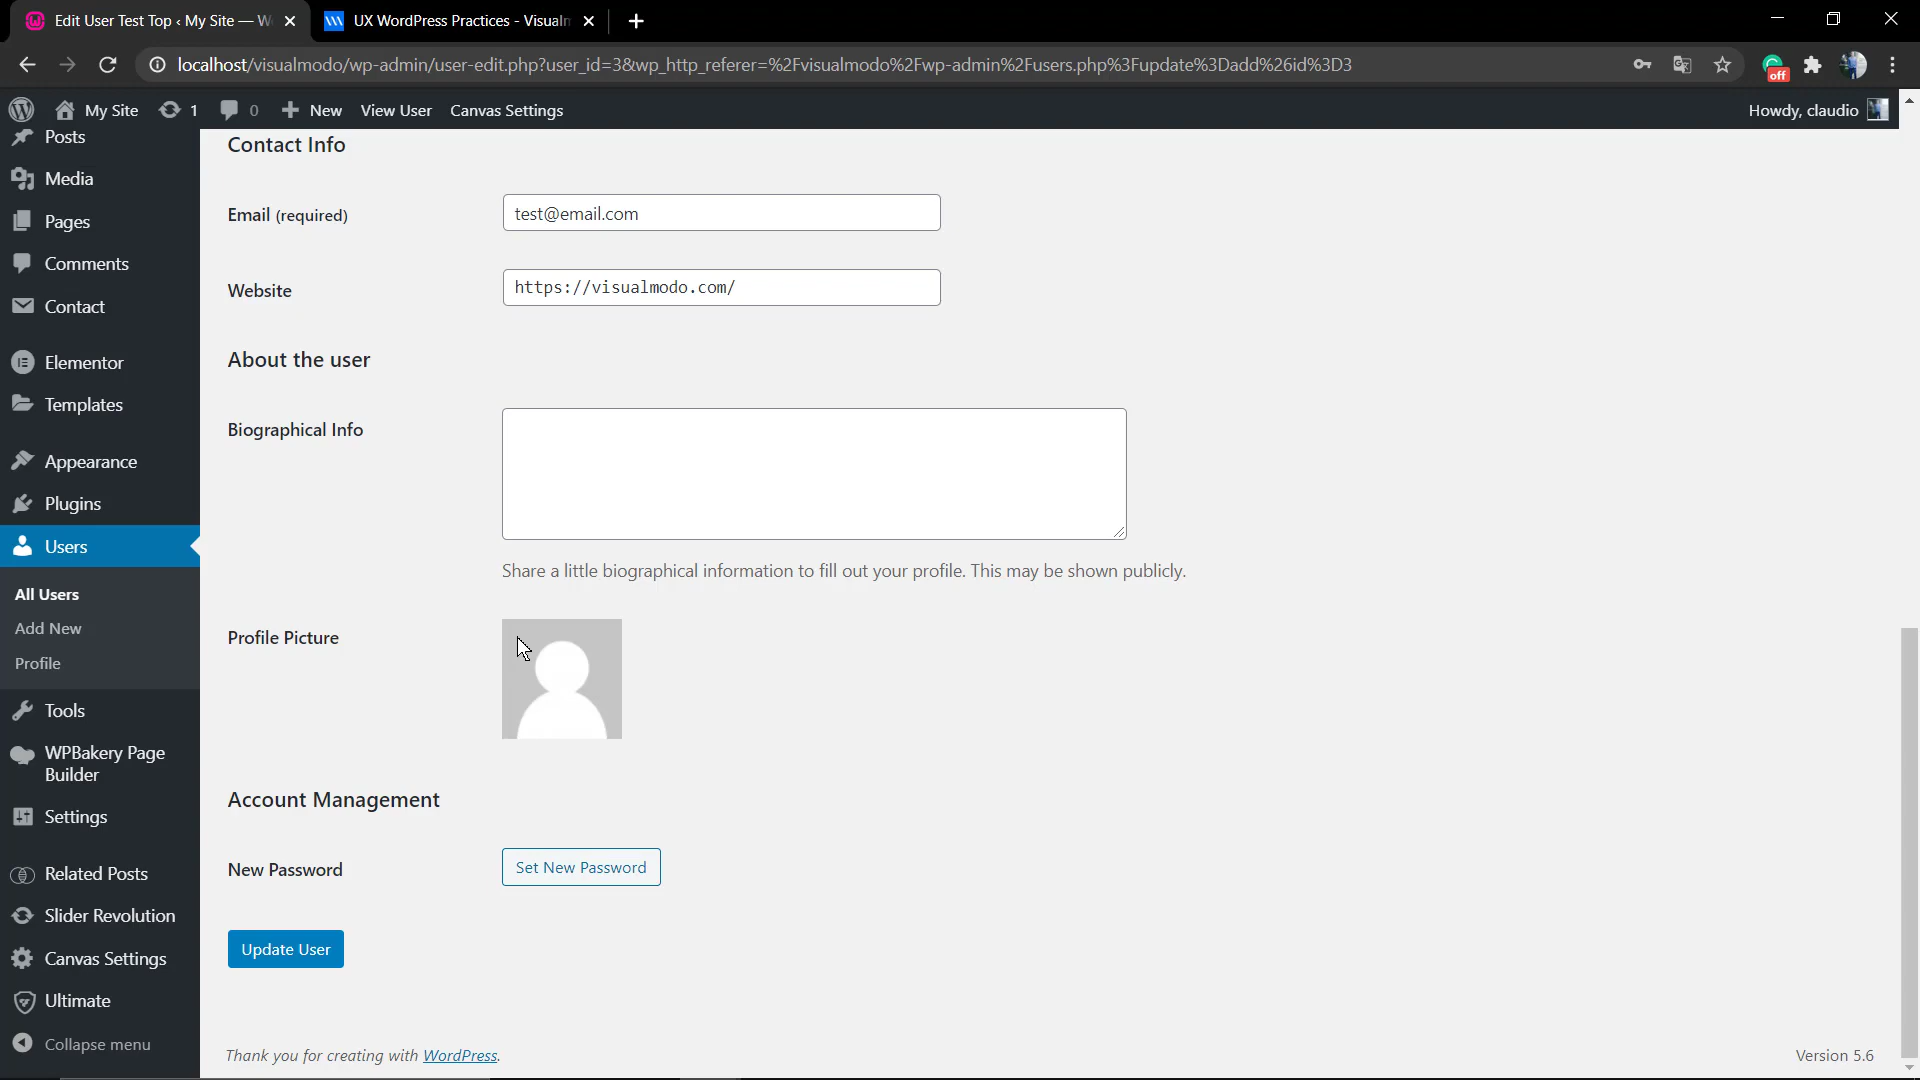 Edit User Test Top ‹ My Site — W
UX WordPress Practices - Visualm
localhost/visualmodo/wp-admin/user-edit.php?user_id=3&wp_http_referer=%2Fvisualmodo%2Fwp-admin%2Fusers.php%3Fupdate%3Dadd%26id%3D3
off
My Site
1
0
New
View User
Canvas Settings
Howdy, claudio
Posts
Media
Pages
Comments
Contact
Elementor
Templates
Appearance
Plugins
Users
All Users
Add New
Profile
Tools
WPBakery Page
Builder
Settings
Related Posts
Slider Revolution
Canvas Settings
Ultimate
Collapse menu
Contact Info
Email (required)
test@email.com
Website
https://visualmodo.com/
About the user
Biographical Info
Share a little biographical information to fill out your profile. This may be shown publicly.
Profile Picture
Account Management
New Password
Set New Password
Update User
Thank you for creating with WordPress.
Version 5.6